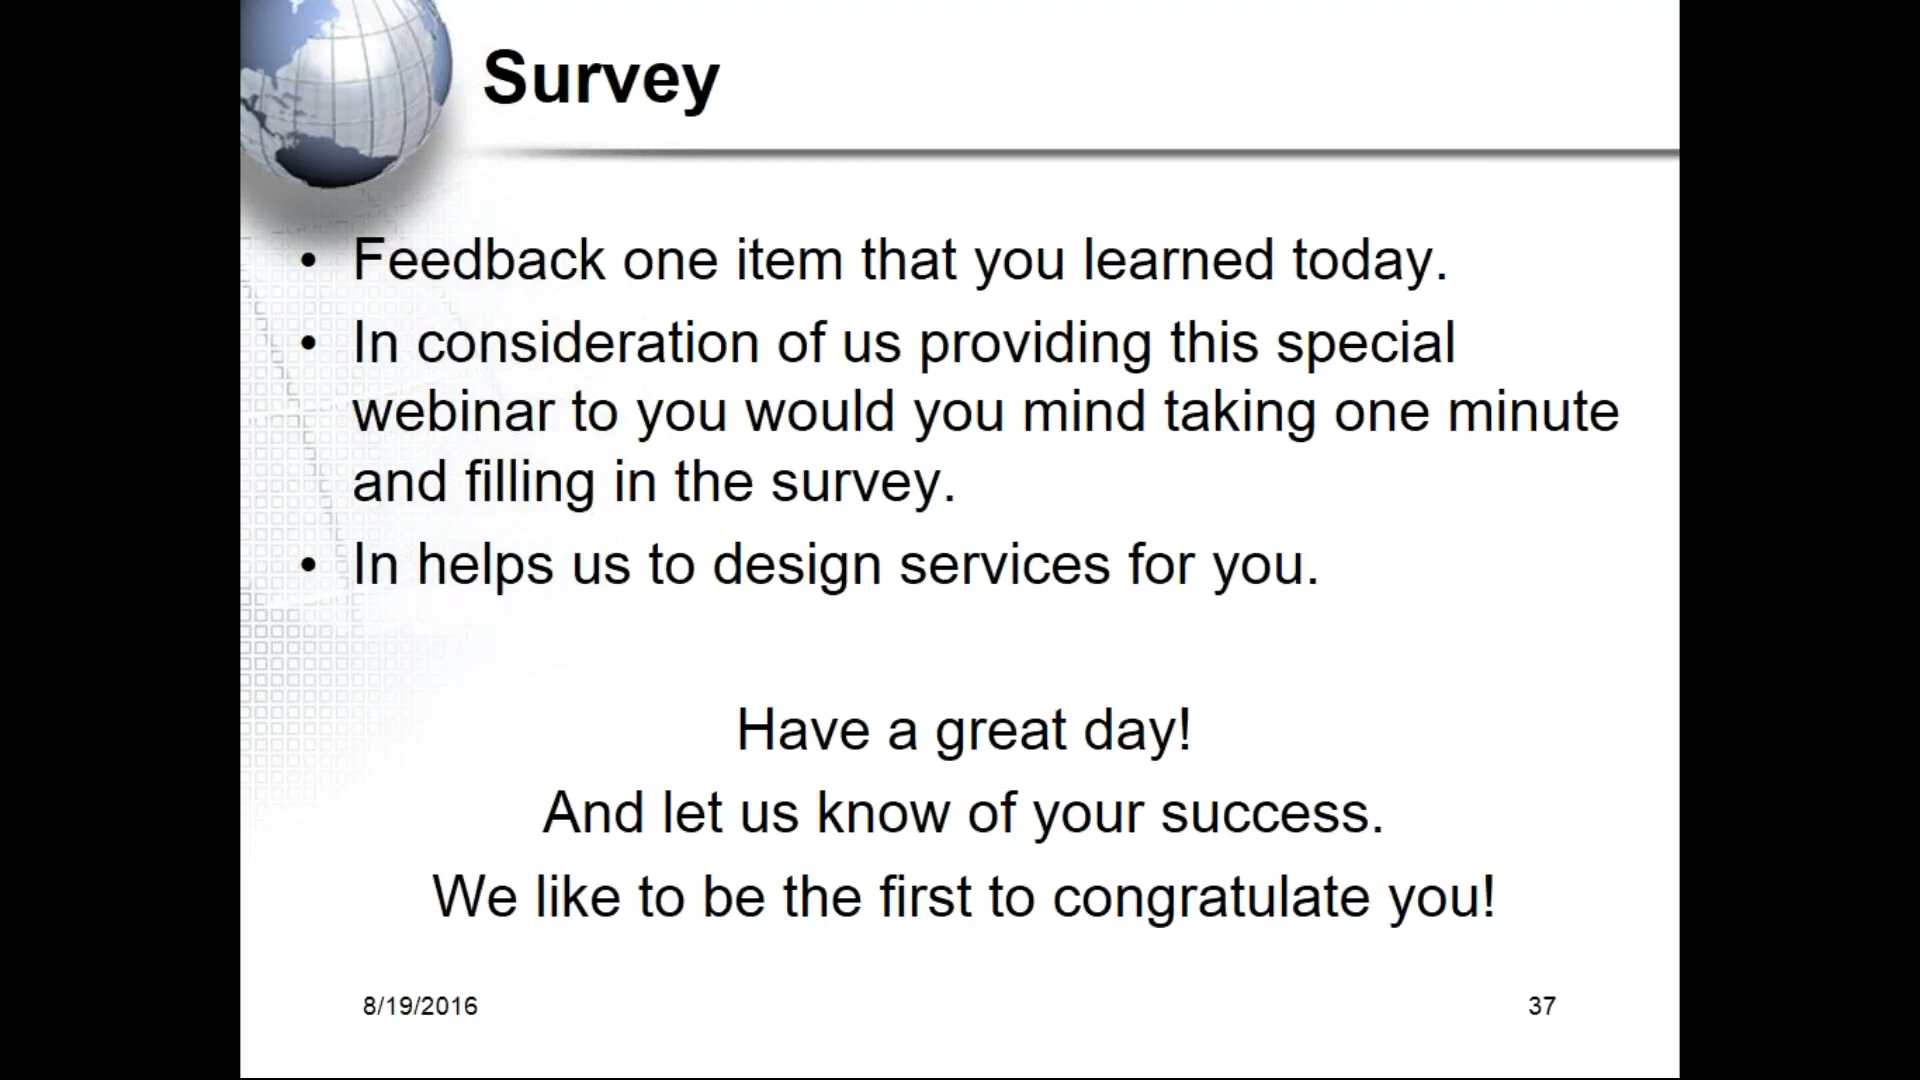 Survey
• Feedback one item that you learned today.
• In consideration of us providing this special
webinar to you would you mind taking one minute
and filling in the survey.
• In helps us to design services for you.
Have a great day!
And let us know of your success.
We like to be the first to congratulate you!
8/19/2016
37